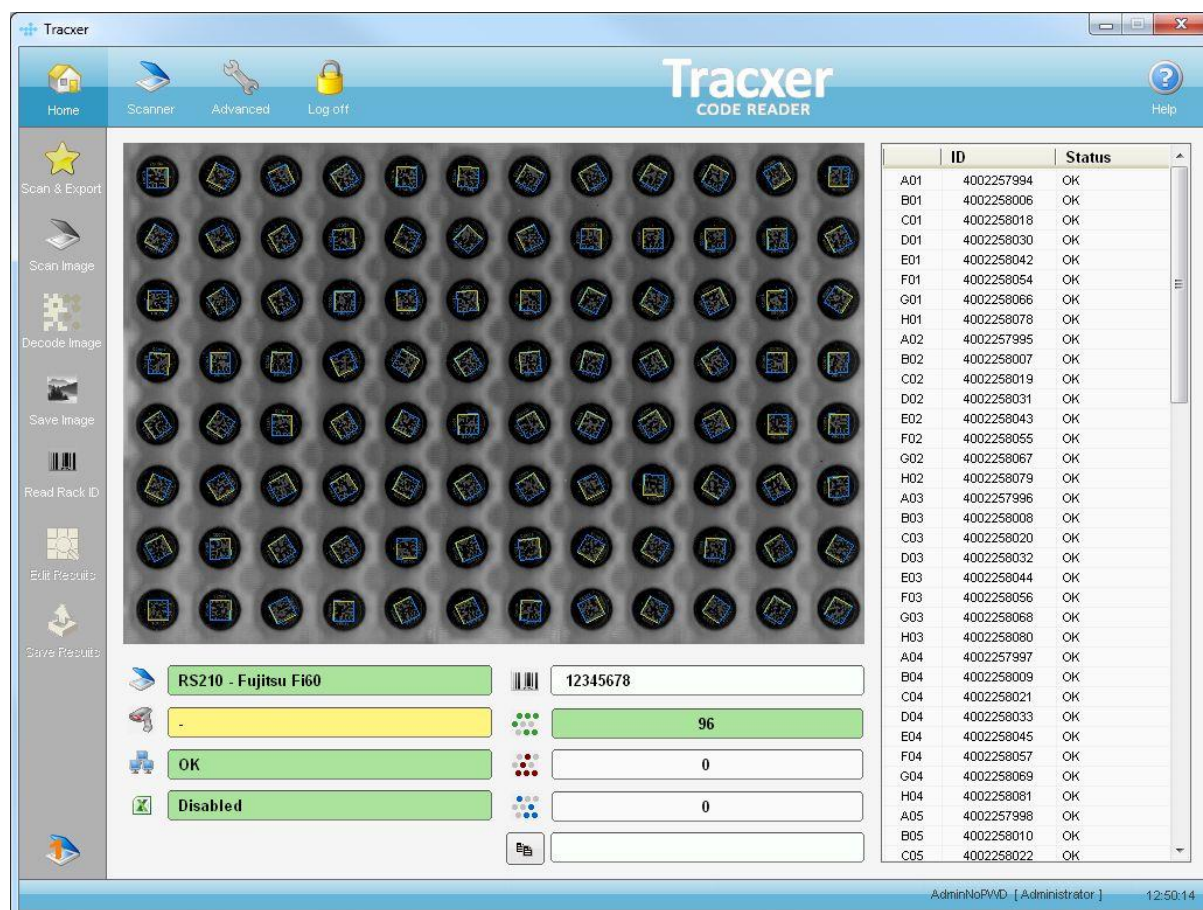 Tracxer
Home
Scanner
Advanced
Log off
Tracxer
CODE READER
Help
Scan & Export
Scan Image
Decode Image
Save Image
Read Rack ID
Edit Results
Save Results
ID Status
A01 4002257994 OK
B01 4002258006 OK
C01 4002258018 OK
D01 4002258030 OK
E01 4002258042 OK
F01 4002258054 OK
G01 4002258066 OK
H01 4002258078 OK
A02 4002257995 OK
B02 4002258007 OK
C02 4002258019 OK
D02 4002258031 OK
E02 4002258043 OK
F02 4002258055 OK
G02 4002258067 OK
H02 4002258079 OK
A03 4002257996 OK
B03 4002258008 OK
C03 4002258020 OK
D03 4002258032 OK
E03 4002258044 OK
F03 4002258056 OK
G03 4002258068 OK
H03 4002258080 OK
A04 4002257997 OK
B04 4002258009 OK
C04 4002258021 OK
D04 4002258033 OK
E04 4002258045 OK
F04 4002258057 OK
G04 4002258069 OK
H04 4002258081 OK
A05 4002257998 OK
B05 4002258010 OK
C05 4002258022 OK
RS210 - Fujitsu Fi60
12345678
-
96
OK
0
Disabled
0
AdminNoPWD [ Administrator ] 12:50:14